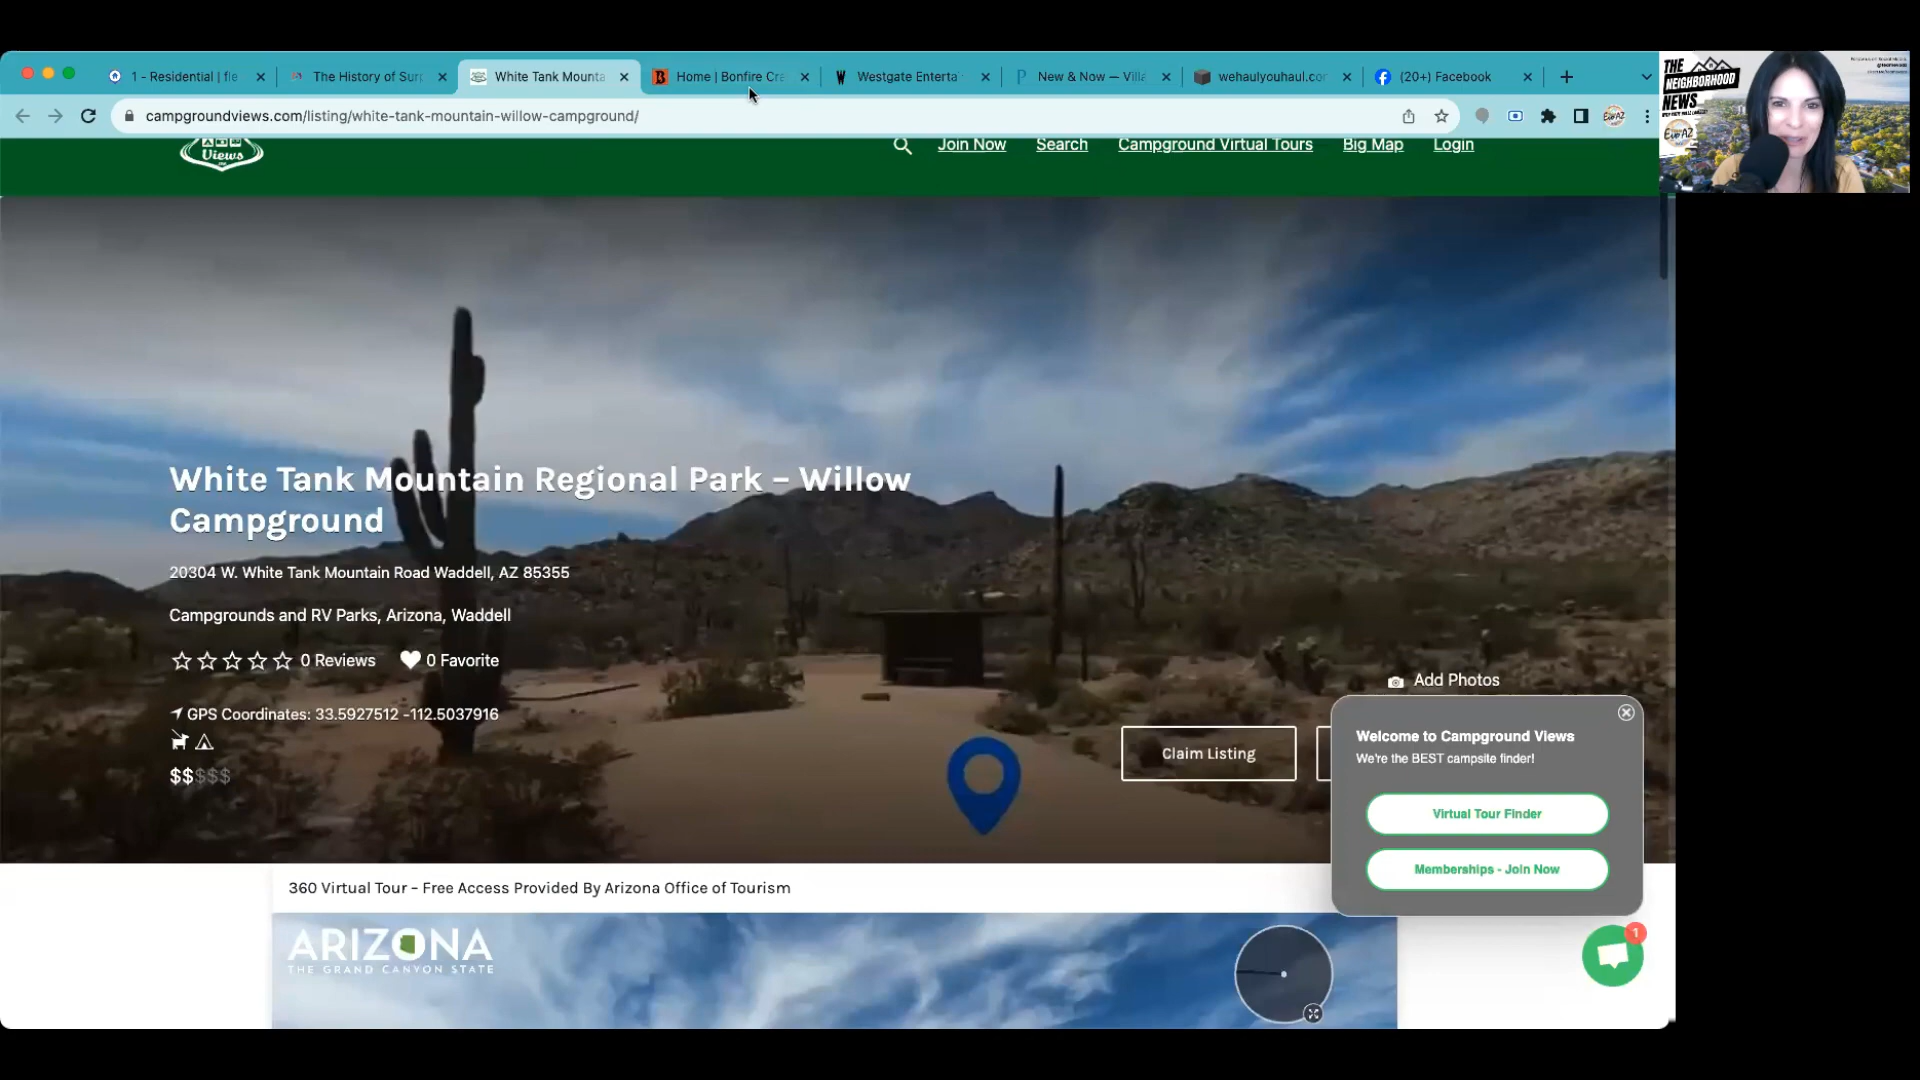 1 - Residential | fle
The History of Sur
White Tank Mounta
Home | Bonfire Cra
Westgate Enterta
New & Now — Villa
wehaulyouhaul.co
(20+) Facebook
campgroundviews.com/listing/white-tank-mountain-willow-campground/
THE
NEIGHBORHOOD
NEWS
Views
Join Now
Search
Campground Virtual Tours
Big Map
Login
White Tank Mountain Regional Park – Willow
Campground
20304 W. White Tank Mountain Road Waddell, AZ 85355
Campgrounds and RV Parks, Arizona, Waddell
0 Reviews
0 Favorite
GPS Coordinates: 33.5927512 -112.5037916
$$$$$
Add Photos
Claim Listing
Welcome to Campground Views
We're the BEST campsite finder!
Virtual Tour Finder
Memberships - Join Now
1
360 Virtual Tour – Free Access Provided By Arizona Office of Tourism
ARIZONA
THE GRAND CANYON STATE